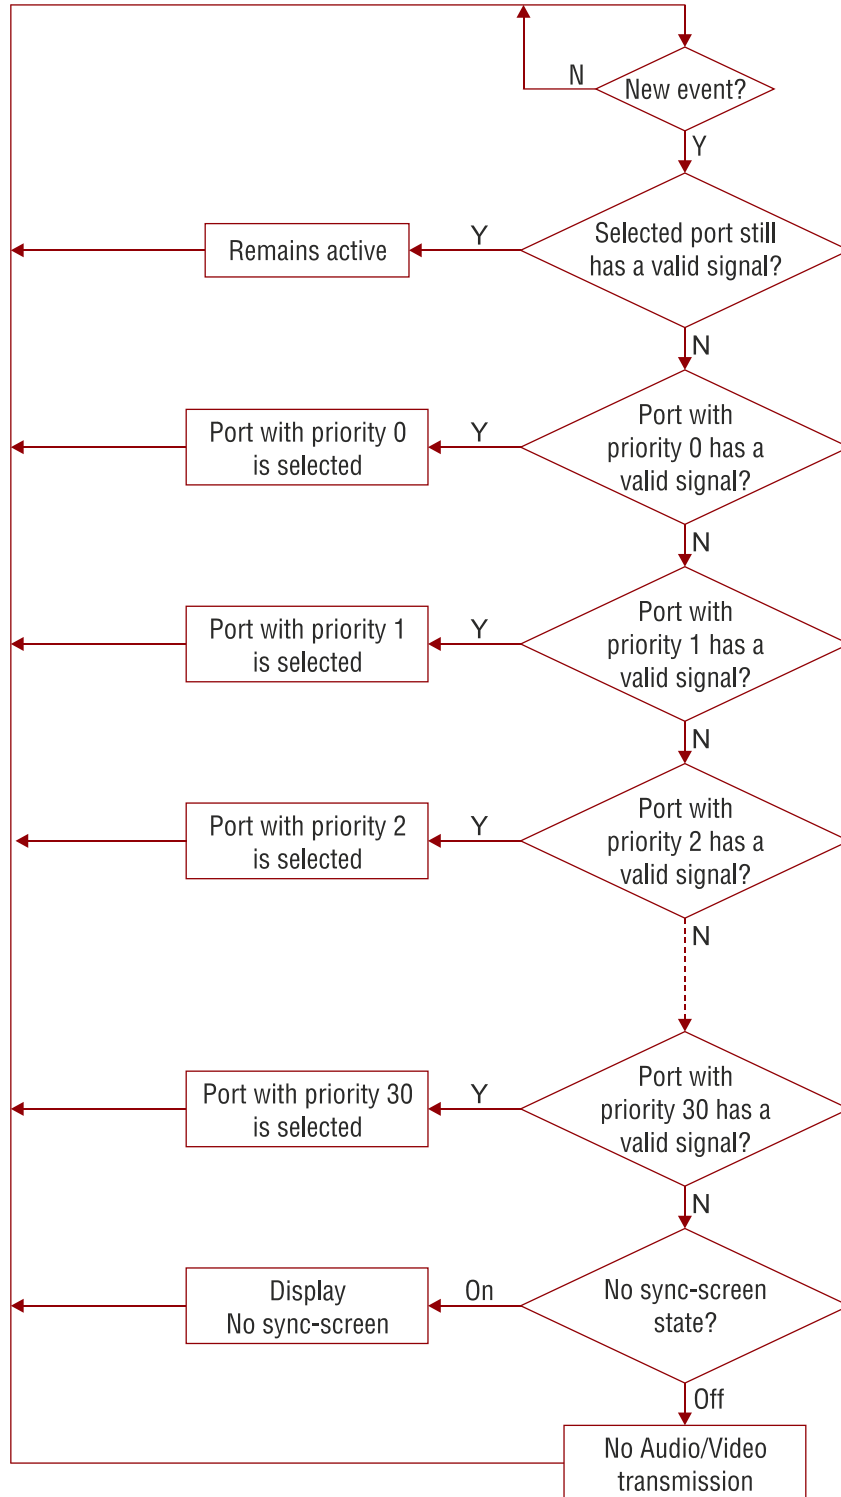 New event?
N
Y
Selected port still
has a valid signal?
Y
Remains active
N
Port with
priority 0 has a
valid signal?
Y
Port with priority 0
is selected
N
Port with
priority 1 has a
valid signal?
Y
Port with priority 1
is selected
N
Port with
priority 2 has a
valid signal?
Y
Port with priority 2
is selected
N
Port with
priority 30 has a
valid signal?
Y
Port with priority 30
is selected
N
No sync-screen
state?
On
Display
No sync-screen
Off
No Audio/Video
transmission